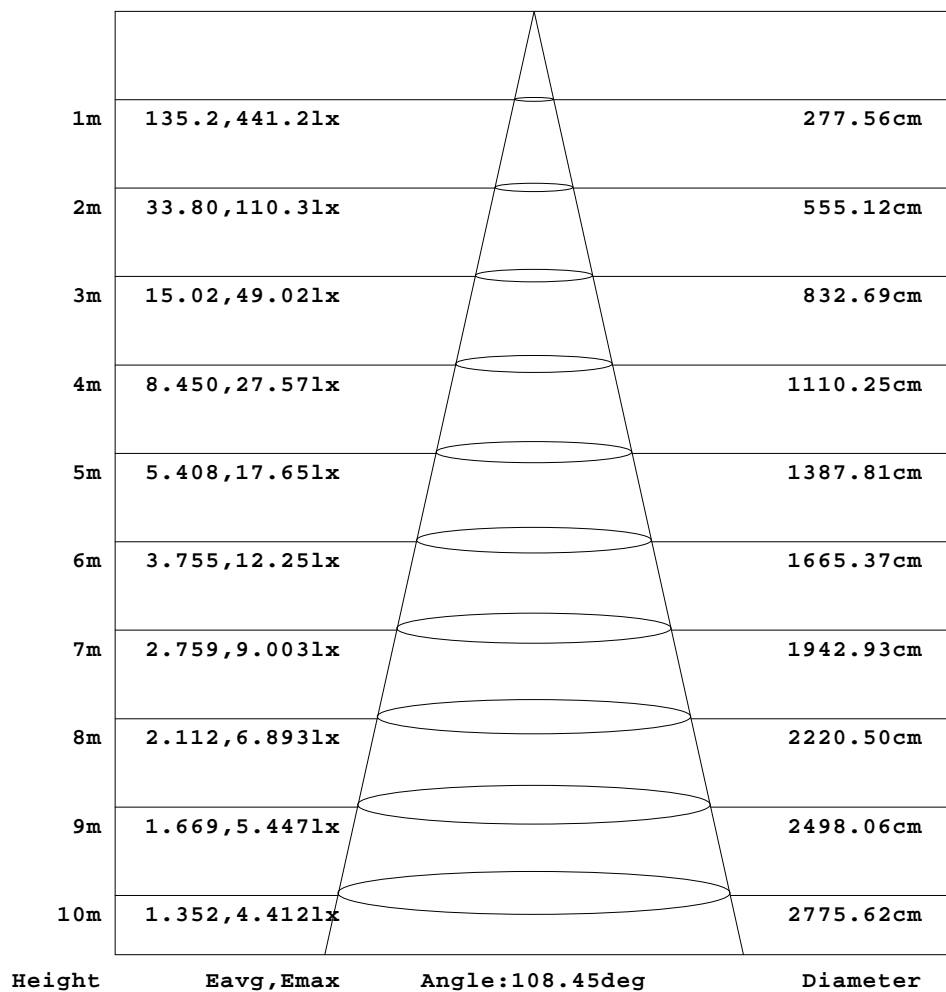 1m 135.2,441.2lx 277.56cm
2m 33.80,110.3lx 555.12cm
3m 15.02,49.02lx 832.69cm
4m 8.450,27.57lx 1110.25cm
5m 5.408,17.65lx 1387.81cm
6m 3.755,12.25lx 1665.37cm
7m 2.759,9.003lx 1942.93cm
8m 2.112,6.893lx 2220.50cm
9m 1.669,5.447lx 2498.06cm
10m 1.352,4.412lx 2775.62cm
Height Eavg,Emax Angle:108.45deg Diameter